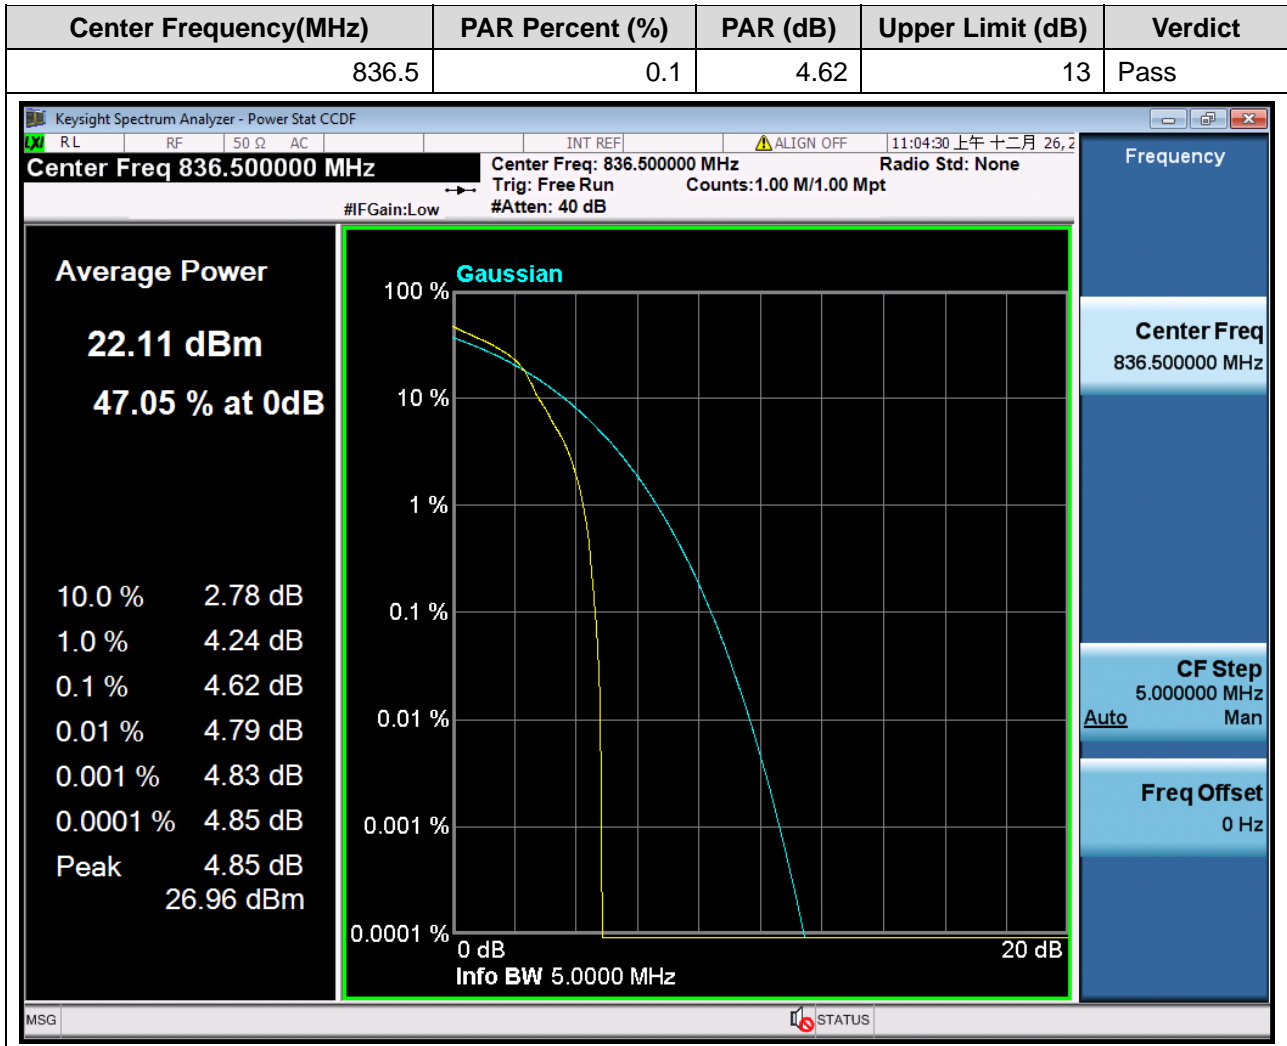 Center Frequency(MHz) PAR Percent (%) PAR (dB) Upper Limit (dB) Verdict
836.5 0.1 4.62 13 Pass
Keysight Spectrum Analyzer - Power Stat CCDF
LXI RL RF 50 Ω AC INT REF ALIGN OFF 11:04:30 上午 十二月 26, 2
Center Freq 836.500000 MHz
Center Freq: 836.500000 MHz Radio Std: None
Trig: Free Run Counts:1.00 M/1.00 Mpt
#IFGain:Low #Atten: 40 dB
Frequency
Average Power
22.11 dBm
47.05 % at 0dB
10.0 % 2.78 dB
1.0 % 4.24 dB
0.1 % 4.62 dB
0.01 % 4.79 dB
0.001 % 4.83 dB
0.0001 % 4.85 dB
Peak 4.85 dB
26.96 dBm
Gaussian
100 %
10 %
1 %
0.1 %
0.01 %
0.001 %
0.0001 %
0 dB 20 dB
Info BW 5.0000 MHz
Center Freq
836.500000 MHz
CF Step
5.000000 MHz
Auto Man
Freq Offset
0 Hz
MSG STATUS